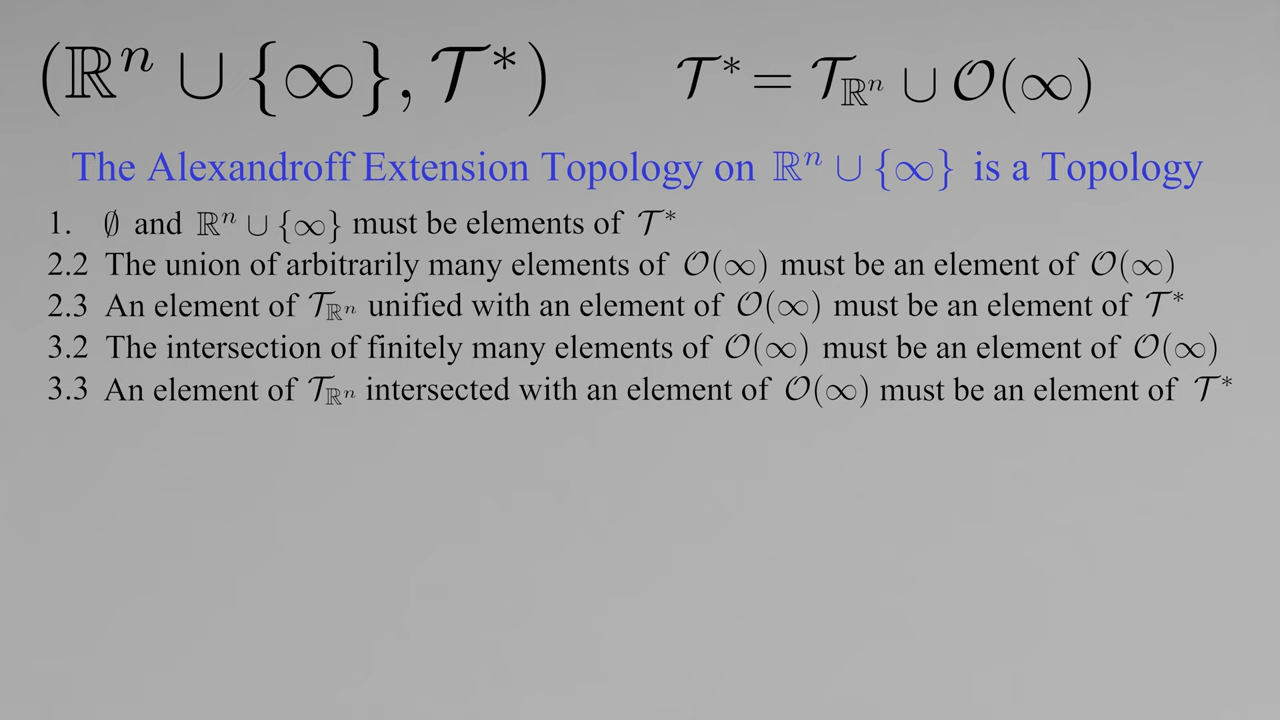 (ℝⁿ ∪ {∞}, 𝒯*)    𝒯* = 𝒯_ℝⁿ ∪ 𝒪(∞)
The Alexandroff Extension Topology on ℝⁿ ∪ {∞} is a Topology
1. ∅ and ℝⁿ ∪ {∞} must be elements of 𝒯*
2.2 The union of arbitrarily many elements of 𝒪(∞) must be an element of 𝒪(∞)
2.3 An element of 𝒯_ℝⁿ unified with an element of 𝒪(∞) must be an element of 𝒯*
3.2 The intersection of finitely many elements of 𝒪(∞) must be an element of 𝒪(∞)
3.3 An element of 𝒯_ℝⁿ intersected with an element of 𝒪(∞) must be an element of 𝒯*